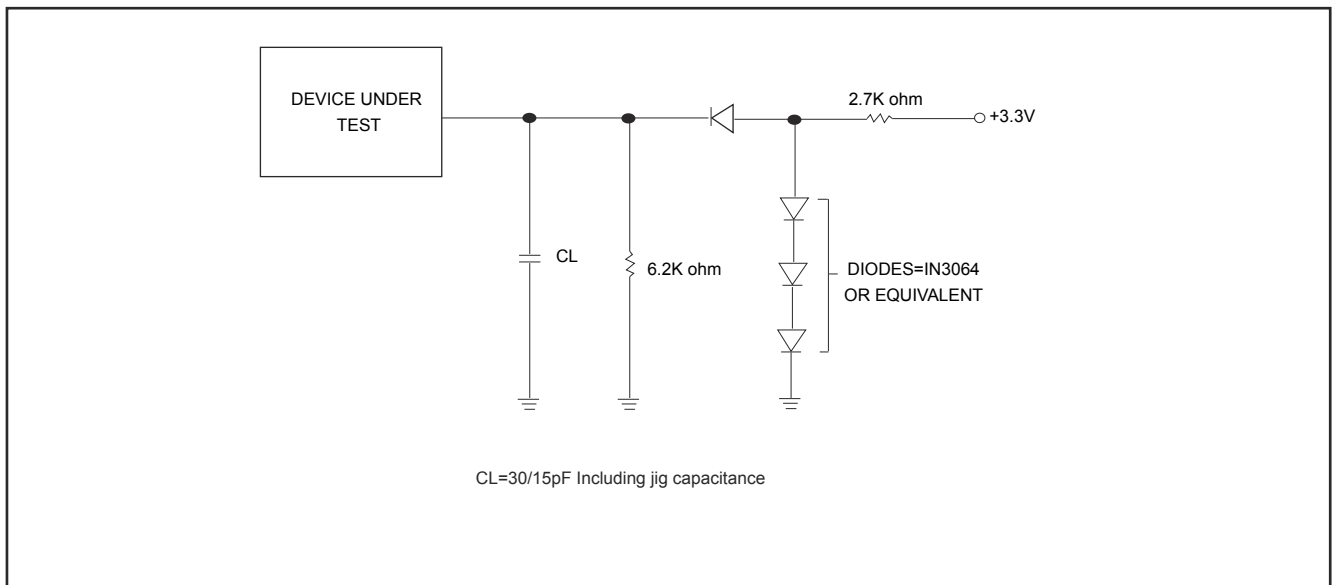 DEVICE UNDER
TEST
2.7K ohm
+3.3V
CL
6.2K ohm
DIODES=IN3064
OR EQUIVALENT
CL=30/15pF Including jig capacitance